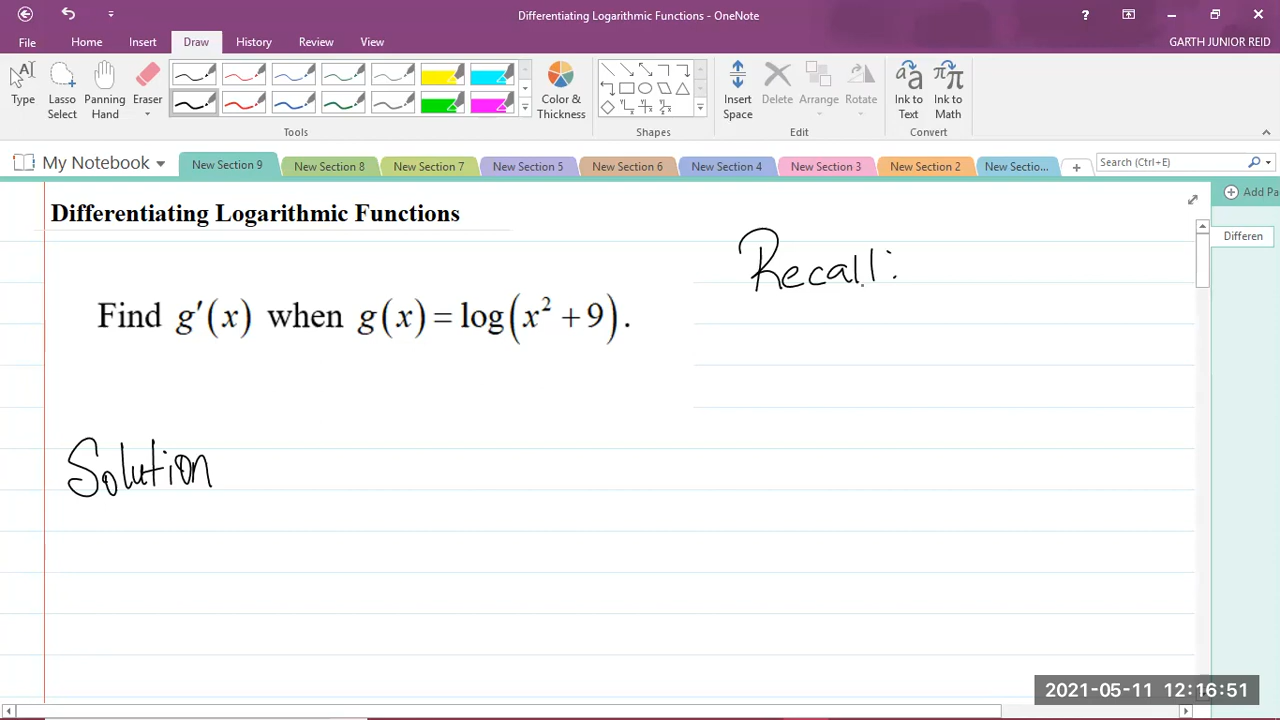 Differentiating Logarithmic Functions - OneNote
?
GARTH JUNIOR REID
File Home Insert Draw History Review View
Type
Lasso Select
Panning Hand
Eraser
Color & Thickness
Insert Space
Delete
Arrange
Rotate
Ink to Text
Ink to Math
Tools Shapes Edit Convert
My Notebook New Section 9 New Section 8 New Section 7 New Section 5 New Section 6 New Section 4 New Section 3 New Section 2 New Sectio... Search (Ctrl+E)
Add Pa
Differen
Differentiating Logarithmic Functions
Recall:
Find g′(x) when g(x) = log(x² + 9).
Solution
2021-05-11 12:16:51